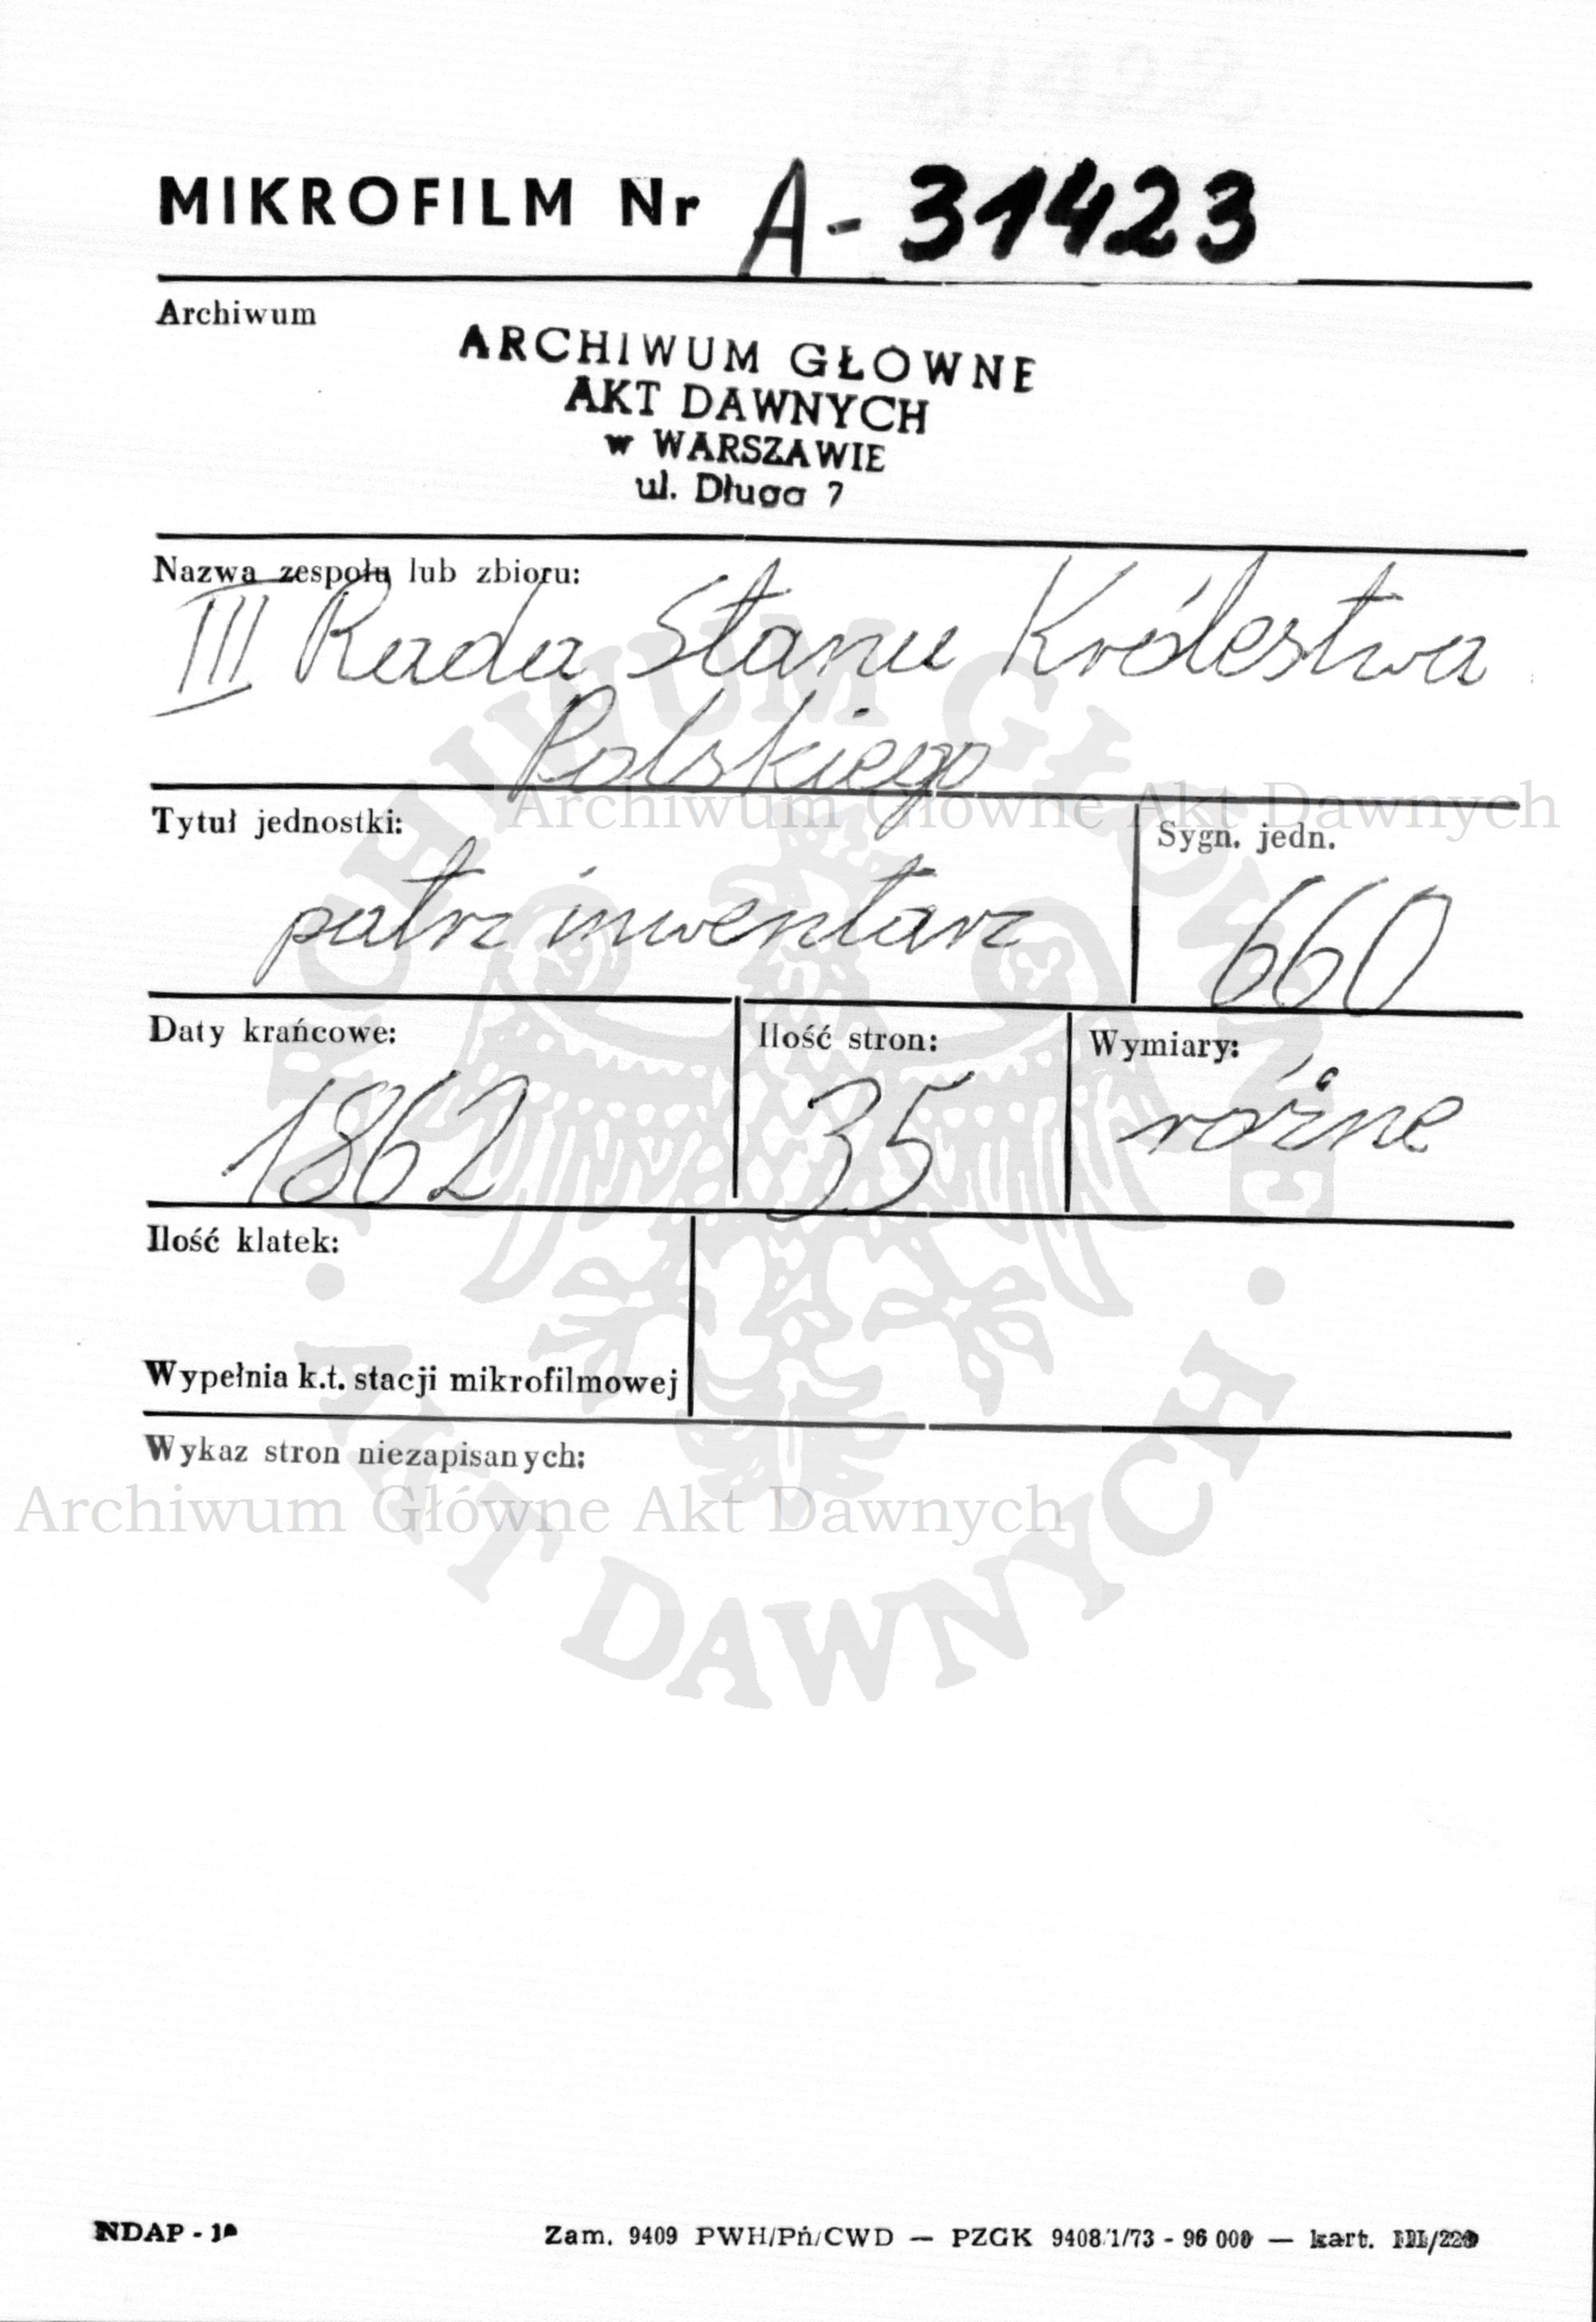 MIKROFILM Nr A-31423
Archiwum
ARCHIWUM GŁOWNE
AKT DAWNYCH
w WARSZAWIE
ul. Długa 7
Nazwa zespołu lub zbioru:
III Rada Stanu Królestwa
Polskiego
Archiwum Główne Akt Dawnych
Tytuł jednostki:
Sygn. jedn.
patrz inwentarz
660
Daty krańcowe:
Ilość stron:
Wymiary:
1862
35
różne
Ilość klatek:
Wypełnia k.t. stacji mikrofilmowej
Wykaz stron niezapisanych:
Archiwum Główne Akt Dawnych
ARCHIWUM GŁÓWNE
AKT DAWNYCH
NDAP -
Zam. 9409 PWH/Pń/CWD — PZGK 9408/1/73 - 96 000 — kart.